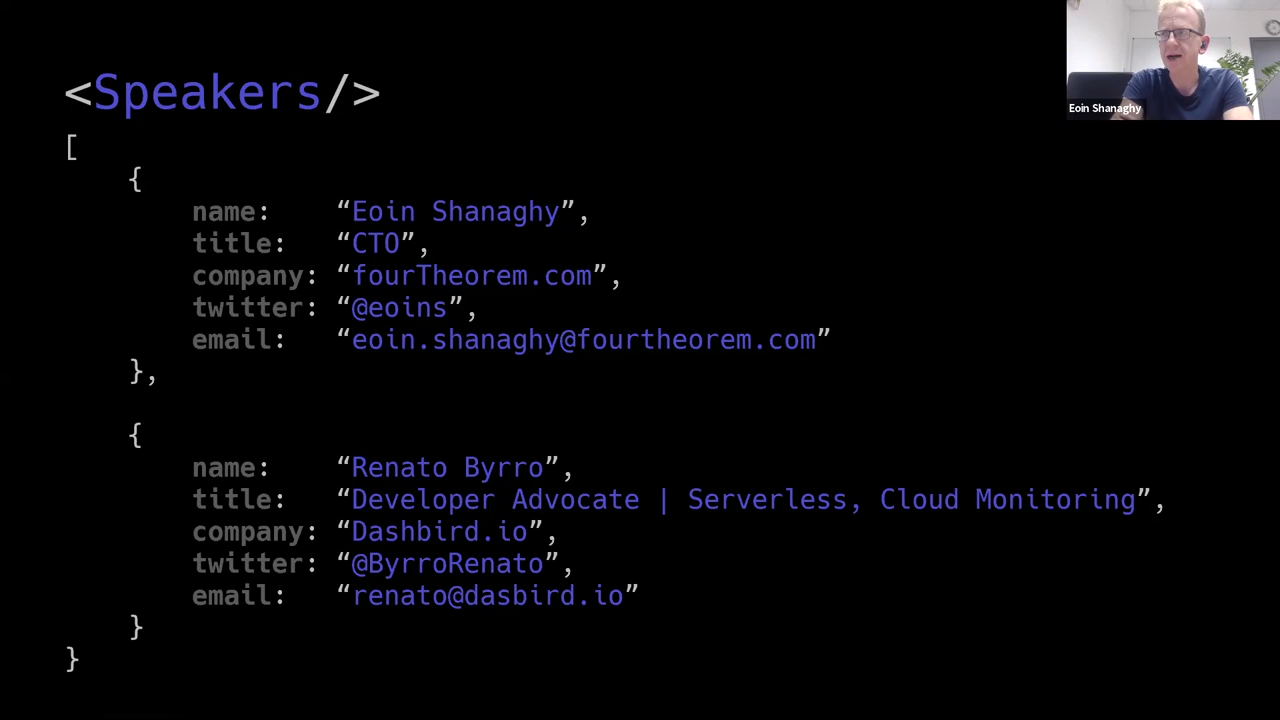 <Speakers/>
Eoin Shanaghy
[
{
name: “Eoin Shanaghy”,
title: “CTO”,
company: “fourTheorem.com”,
twitter: “@eoins”,
email: “eoin.shanaghy@fourtheorem.com”
},
{
name: “Renato Byrro”,
title: “Developer Advocate | Serverless, Cloud Monitoring”,
company: “Dashbird.io”,
twitter: “@ByrroRenato”,
email: “renato@dasbird.io”
}
}